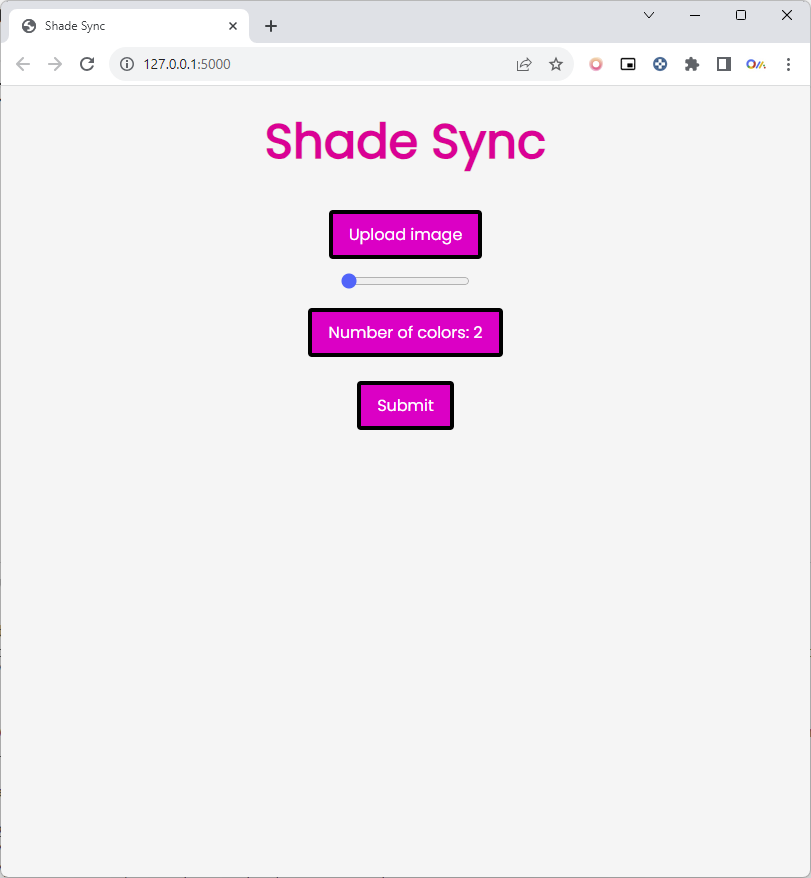 Shade Sync
127.0.0.1:5000
Shade Sync
Upload image
Number of colors: 2
Submit